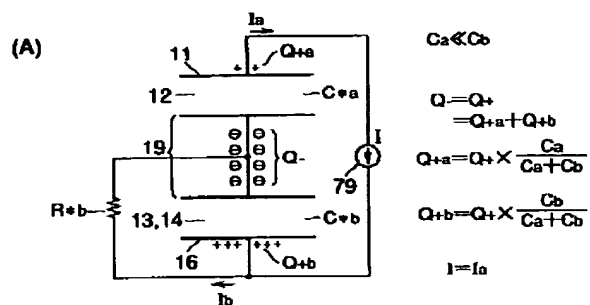 (A)
Ia
11
+ +
Q+a
12
C*a
19
⊖ ⊖
⊖ ⊖
⊖ ⊖
⊖ ⊖
Q-
I
79
R*b
13,14
C*b
16
+++ +++
Q+b
Ib
Ca≪Cb
Q-=Q+
=Q+a+Q+b
Q+a=Q+× Ca/Ca+Cb
Q+b=Q+× Cb/Ca+Cb
I=Ia